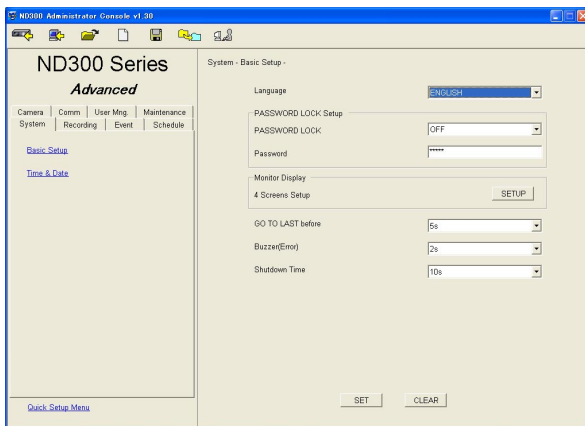 ND300 Administrator Console v1.30
ND300 Series
Advanced
Camera Comm User Mng. Maintenance
System Recording Event Schedule
Basic Setup
Time & Date
Quick Setup Menu
System - Basic Setup -
Language ENGLISH
PASSWORD LOCK Setup
PASSWORD LOCK OFF
Password *****
Monitor Display
4 Screens Setup SETUP
GO TO LAST before 5s
Buzzer(Error) 2s
Shutdown Time 10s
SET CLEAR